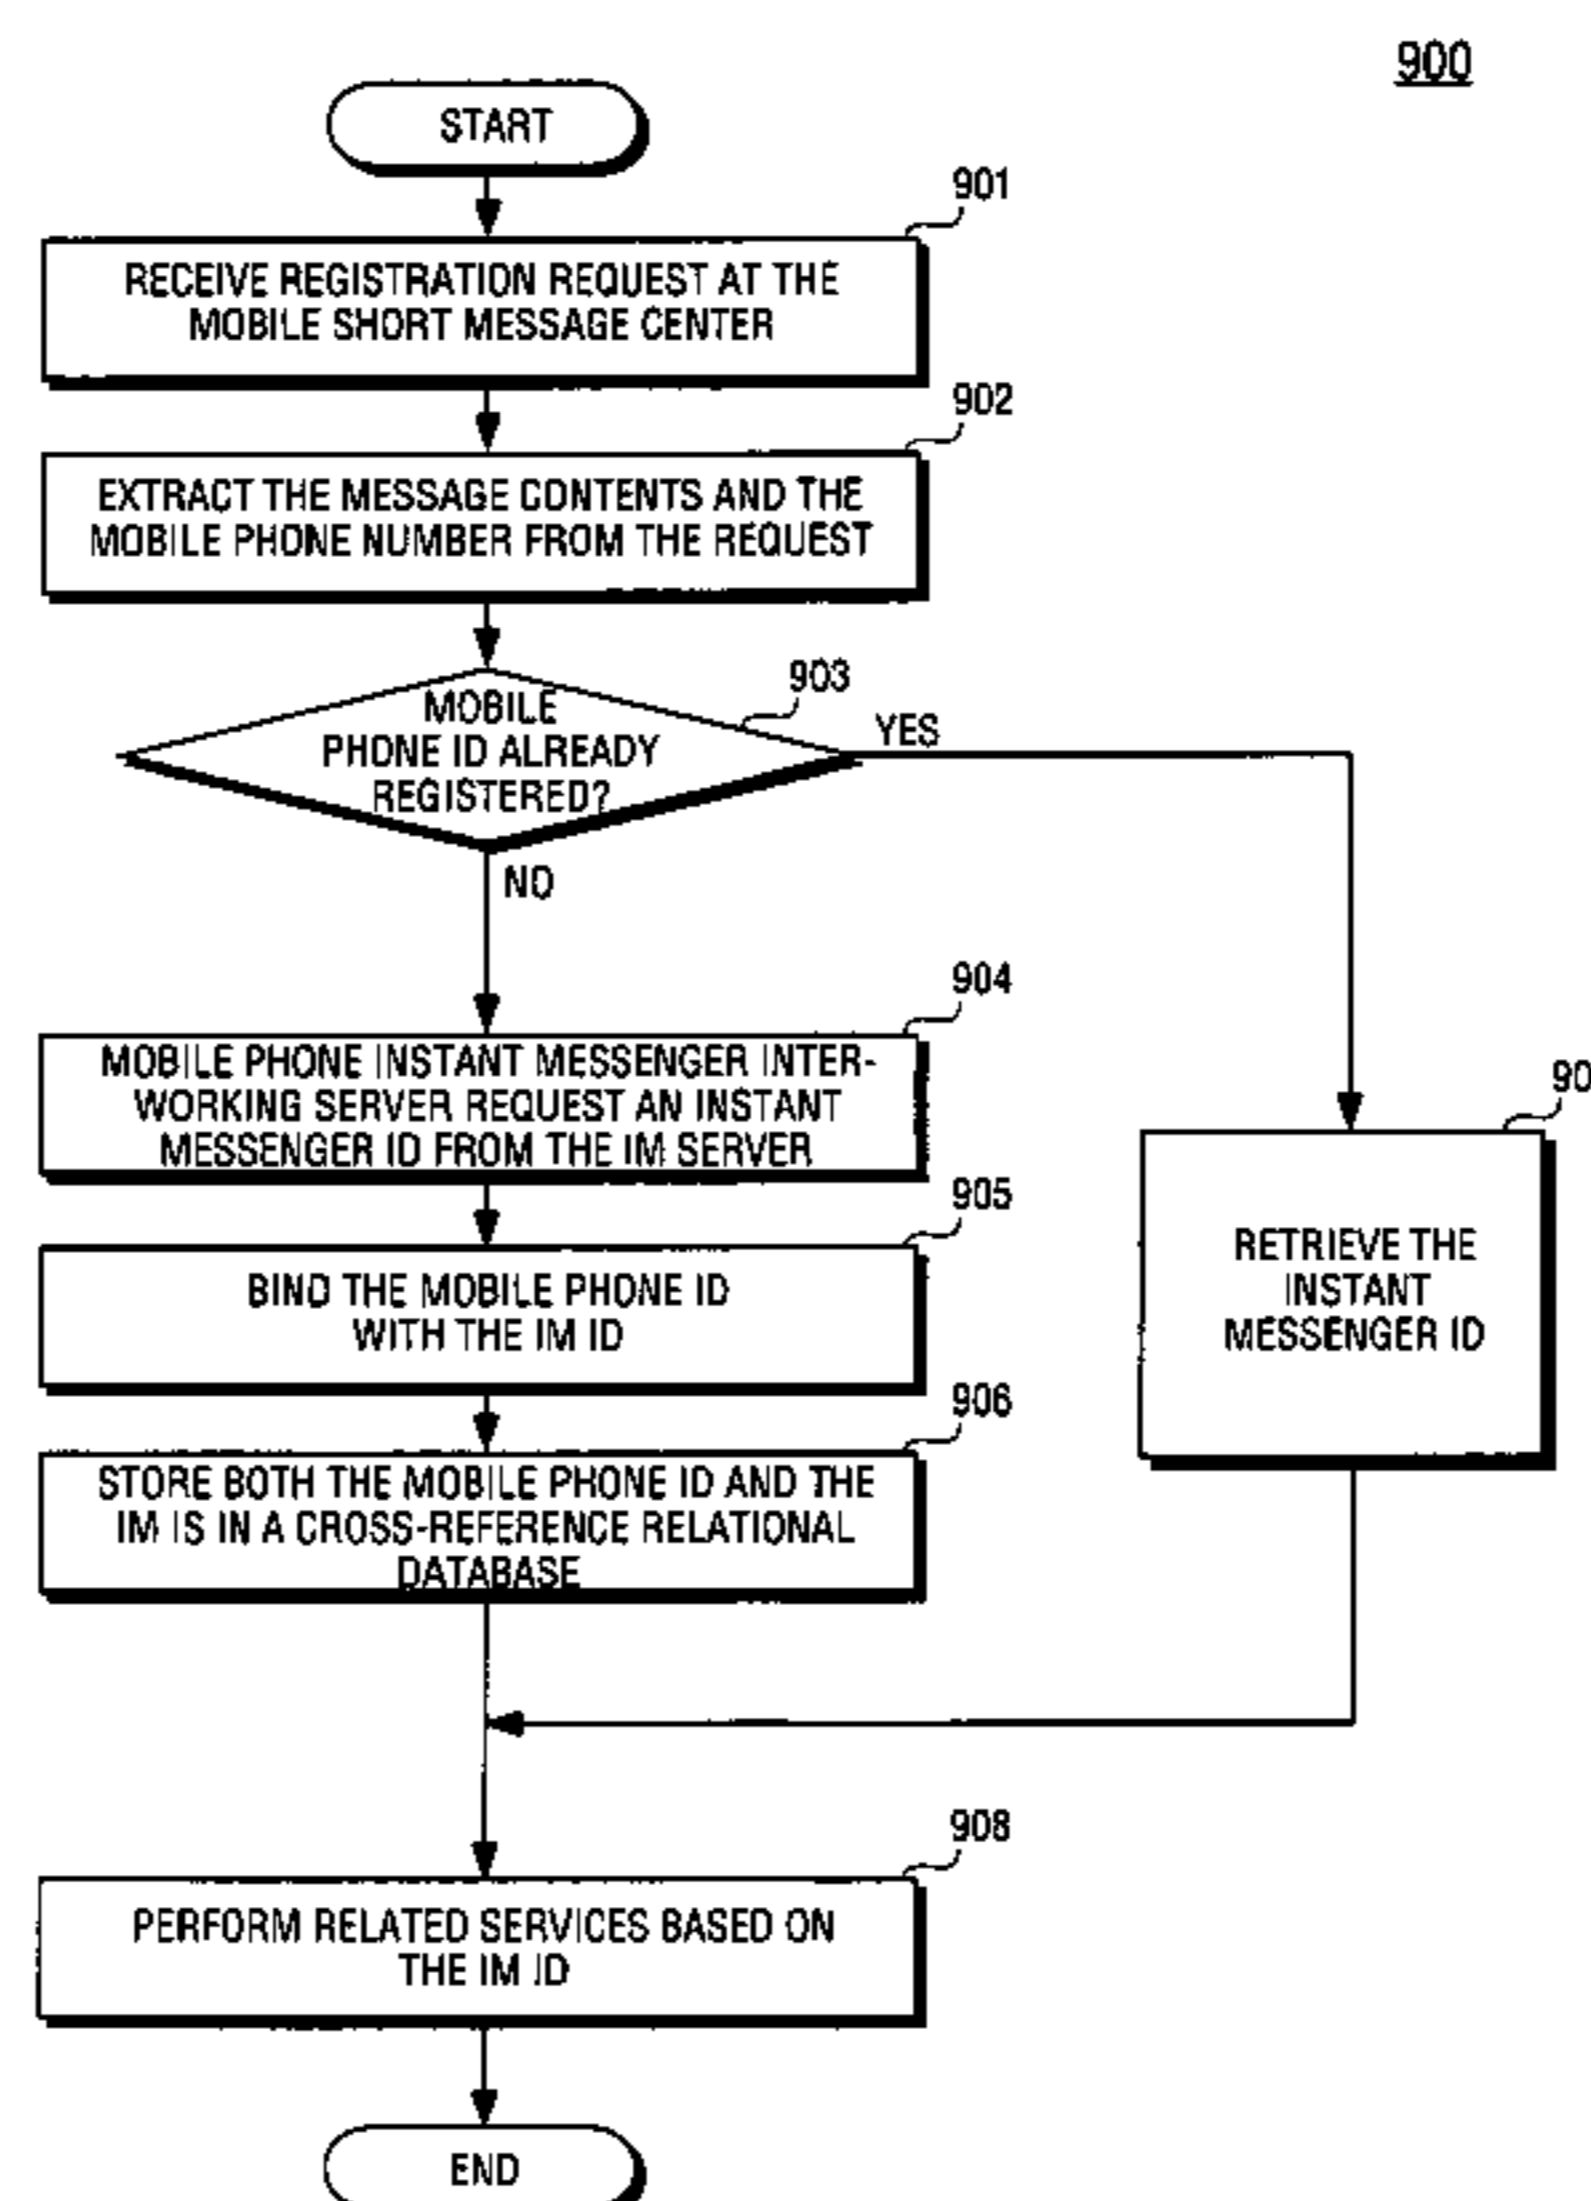 900
START
901
RECEIVE REGISTRATION REQUEST AT THE
MOBILE SHORT MESSAGE CENTER
902
EXTRACT THE MESSAGE CONTENTS AND THE
MOBILE PHONE NUMBER FROM THE REQUEST
903
MOBILE
PHONE ID ALREADY
REGISTERED?
YES
NO
904
MOBILE PHONE INSTANT MESSENGER INTER-
WORKING SERVER REQUEST AN INSTANT
MESSENGER ID FROM THE IM SERVER
905
BIND THE MOBILE PHONE ID
WITH THE IM ID
90
RETRIEVE THE
INSTANT
MESSENGER ID
906
STORE BOTH THE MOBILE PHONE ID AND THE
IM IS IN A CROSS-REFERENCE RELATIONAL
DATABASE
908
PERFORM RELATED SERVICES BASED ON
THE IM ID
END